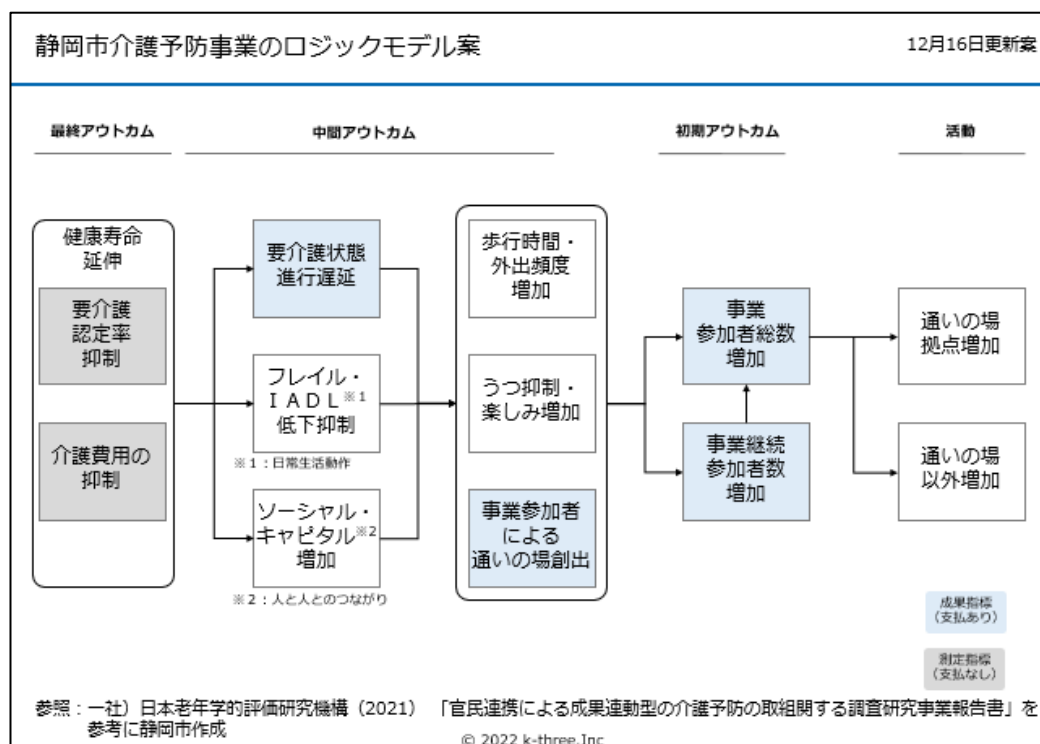 静岡市介護予防事業のロジックモデル案
12月16日更新案
最終アウトカム
中間アウトカム
初期アウトカム
活動
健康寿命
延伸
要介護
認定率
抑制
介護費用の
抑制
要介護状態
進行遅延
フレイル・
ＩＡＤＬ※1
低下抑制
※1：日常生活動作
ソーシャル・
キャピタル※2
増加
※2：人と人とのつながり
歩行時間・
外出頻度
増加
うつ抑制・
楽しみ増加
事業参加者
による
通いの場創出
事業
参加者総数
増加
事業継続
参加者数
増加
通いの場
拠点増加
通いの場
以外増加
成果指標
（支払あり）
測定指標
（支払なし）
参照：一社）日本老年学的評価研究機構（2021）「官民連携による成果連動型の介護予防の取組関する調査研究事業報告書」を
参考に静岡市作成
© 2022 k-three.Inc